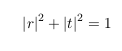 |r|² + |t|² = 1